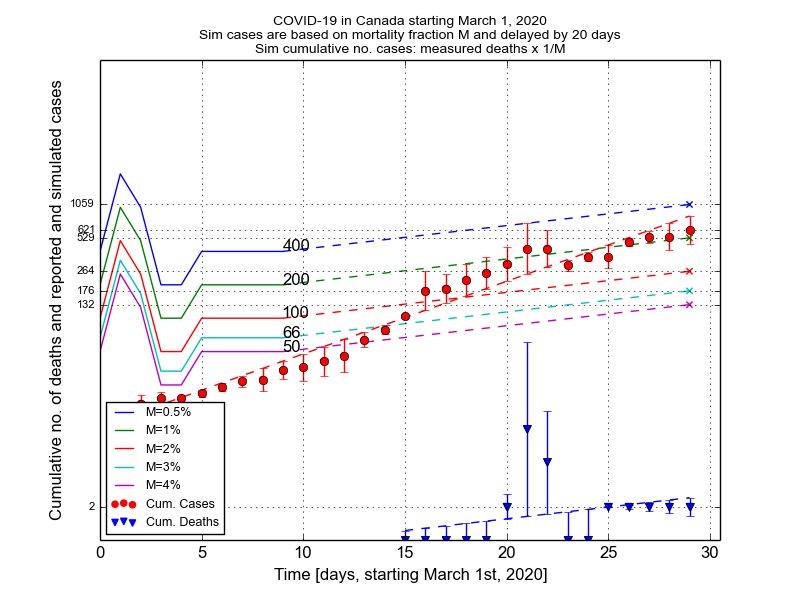 COVID-19 in Canada starting March 1, 2020
Sim cases are based on mortality fraction M and delayed by 20 days
Sim cumulative no. cases: measured deaths x 1/M
Cumulative no. of deaths and reported and simulated cases
1059
621
529
264
176
132
2
400
200
100
66
50
M=0.5%
M=1%
M=2%
M=3%
M=4%
Cum. Cases
Cum. Deaths
0 5 10 15 20 25 30
Time [days, starting March 1st, 2020]